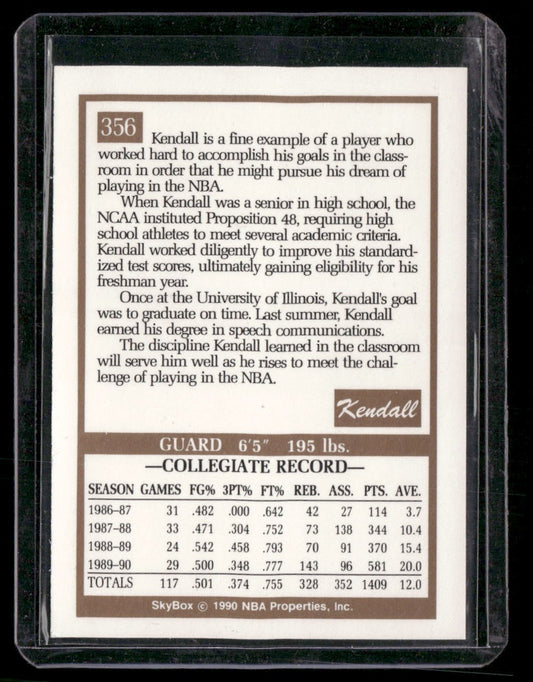 356
Kendall is a fine example of a player who
worked hard to accomplish his goals in the class-
room in order that he might pursue his dream of
playing in the NBA.
When Kendall was a senior in high school, the
NCAA instituted Proposition 48, requiring high
school athletes to meet several academic criteria.
Kendall worked diligently to improve his standard-
ized test scores, ultimately gaining eligibility for his
freshman year.
Once at the University of Illinois, Kendall's goal
was to graduate on time. Last summer, Kendall
earned his degree in speech communications.
The discipline Kendall learned in the classroom
will serve him well as he rises to meet the chal-
lenge of playing in the NBA.
Kendall
GUARD 6'5" 195 lbs.
—COLLEGIATE RECORD—
SEASON GAMES FG% 3PT% FT% REB. ASS. PTS. AVE.
1986–87 31 .482 .000 .642 42 27 114 3.7
1987–88 33 .471 .304 .752 73 138 344 10.4
1988–89 24 .542 .458 .793 70 91 370 15.4
1989–90 29 .500 .348 .777 143 96 581 20.0
TOTALS 117 .501 .374 .755 328 352 1409 12.0
SkyBox © 1990 NBA Properties, Inc.